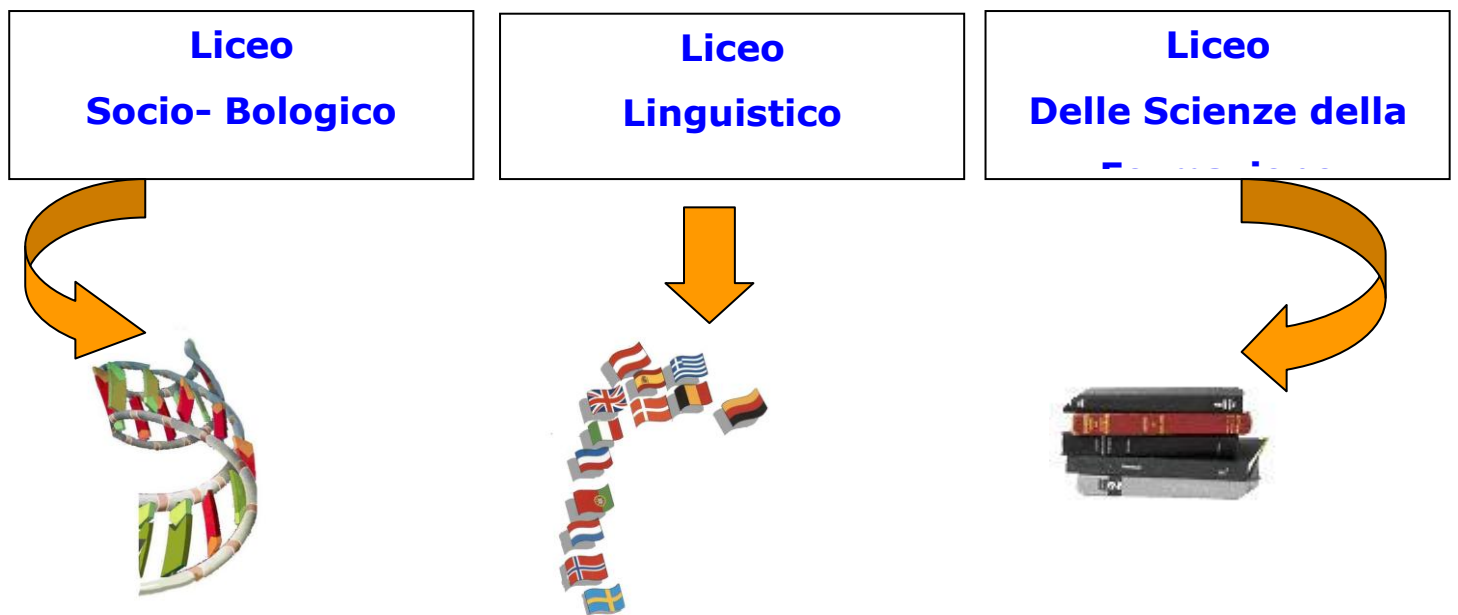 Liceo
Socio- Bologico
Liceo
Linguistico
Liceo
Delle Scienze della